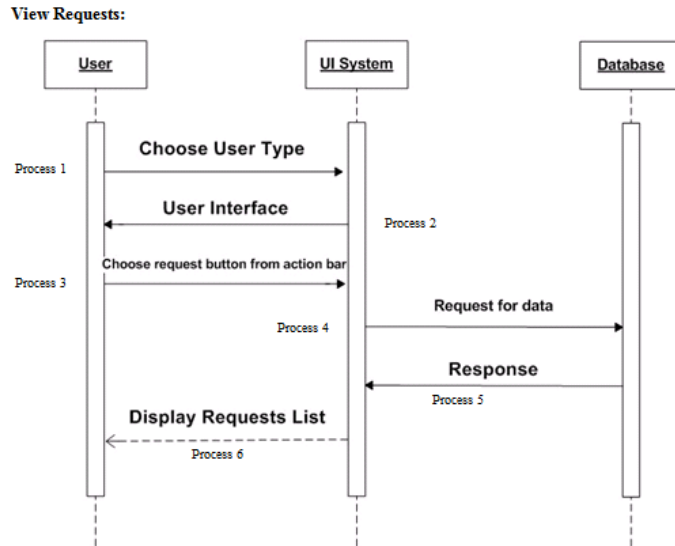 View Requests:
User
UI System
Database
Choose User Type
Process 1
User Interface
Process 2
Choose request button from action bar
Process 3
Request for data
Process 4
Response
Process 5
Display Requests List
Process 6